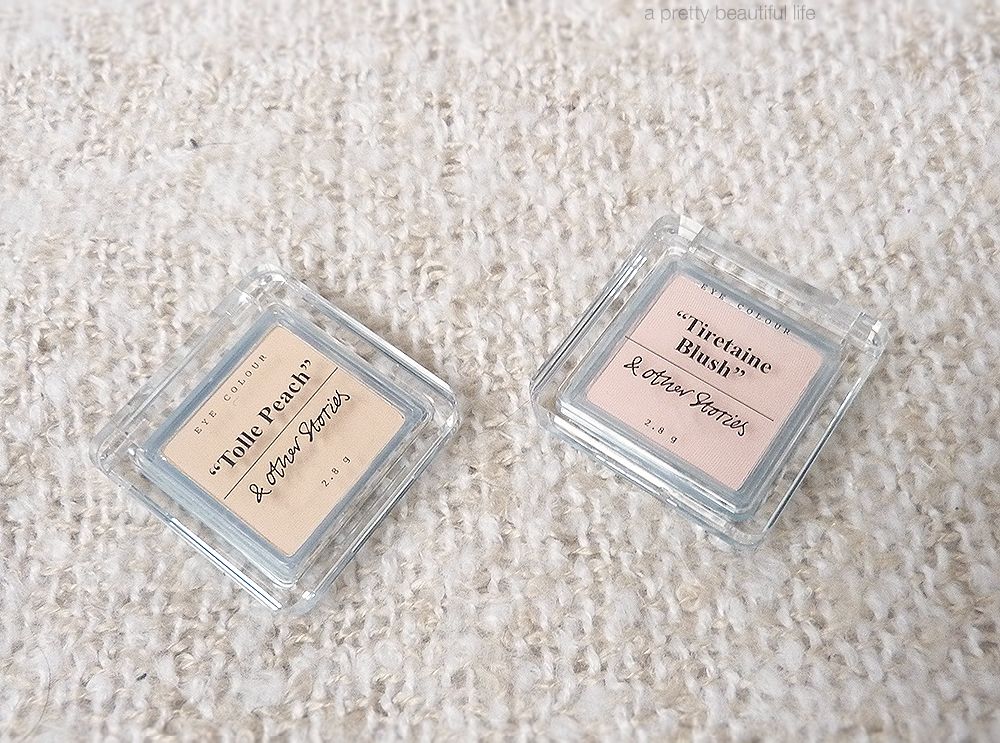 a pretty beautiful life
EYE COLOUR
“Tolle Peach”
& other Stories
2.8 g
EYE COLOUR
“Tiretaine
Blush”
& other Stories
2.8 g